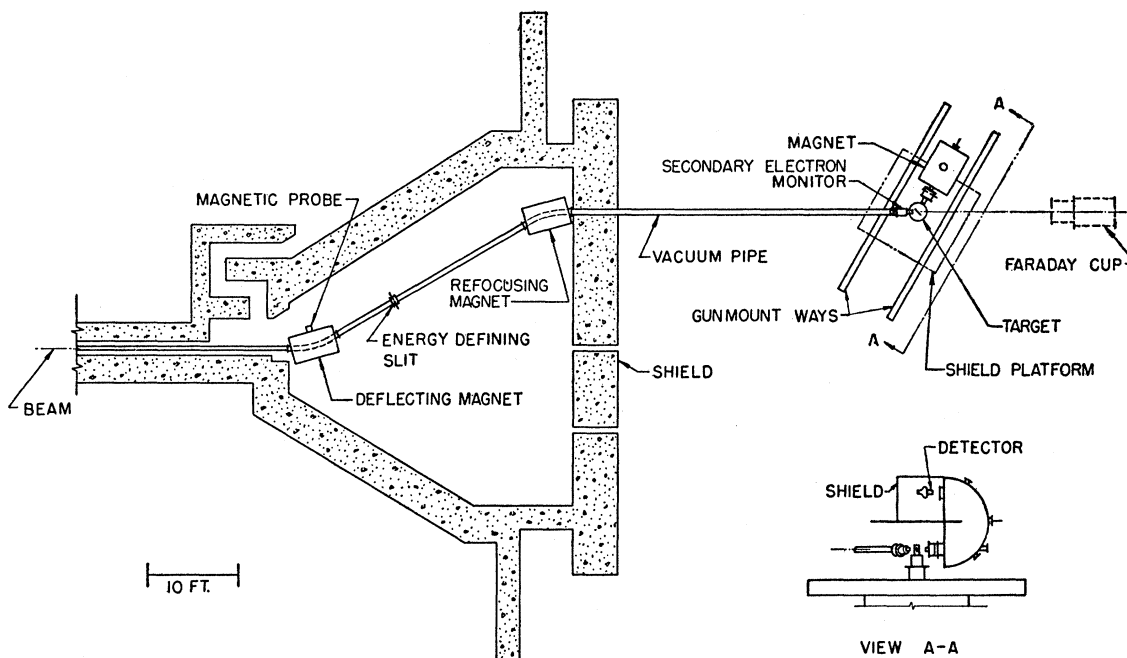 A
MAGNET
SECONDARY ELECTRON
MONITOR
MAGNETIC PROBE
VACUUM PIPE
FARADAY CUP
REFOCUSING
MAGNET
GUNMOUNT WAYS
TARGET
ENERGY DEFINING
SLIT
A
SHIELD
SHIELD PLATFORM
BEAM
DEFLECTING MAGNET
DETECTOR
SHIELD
10 FT.
VIEW A-A